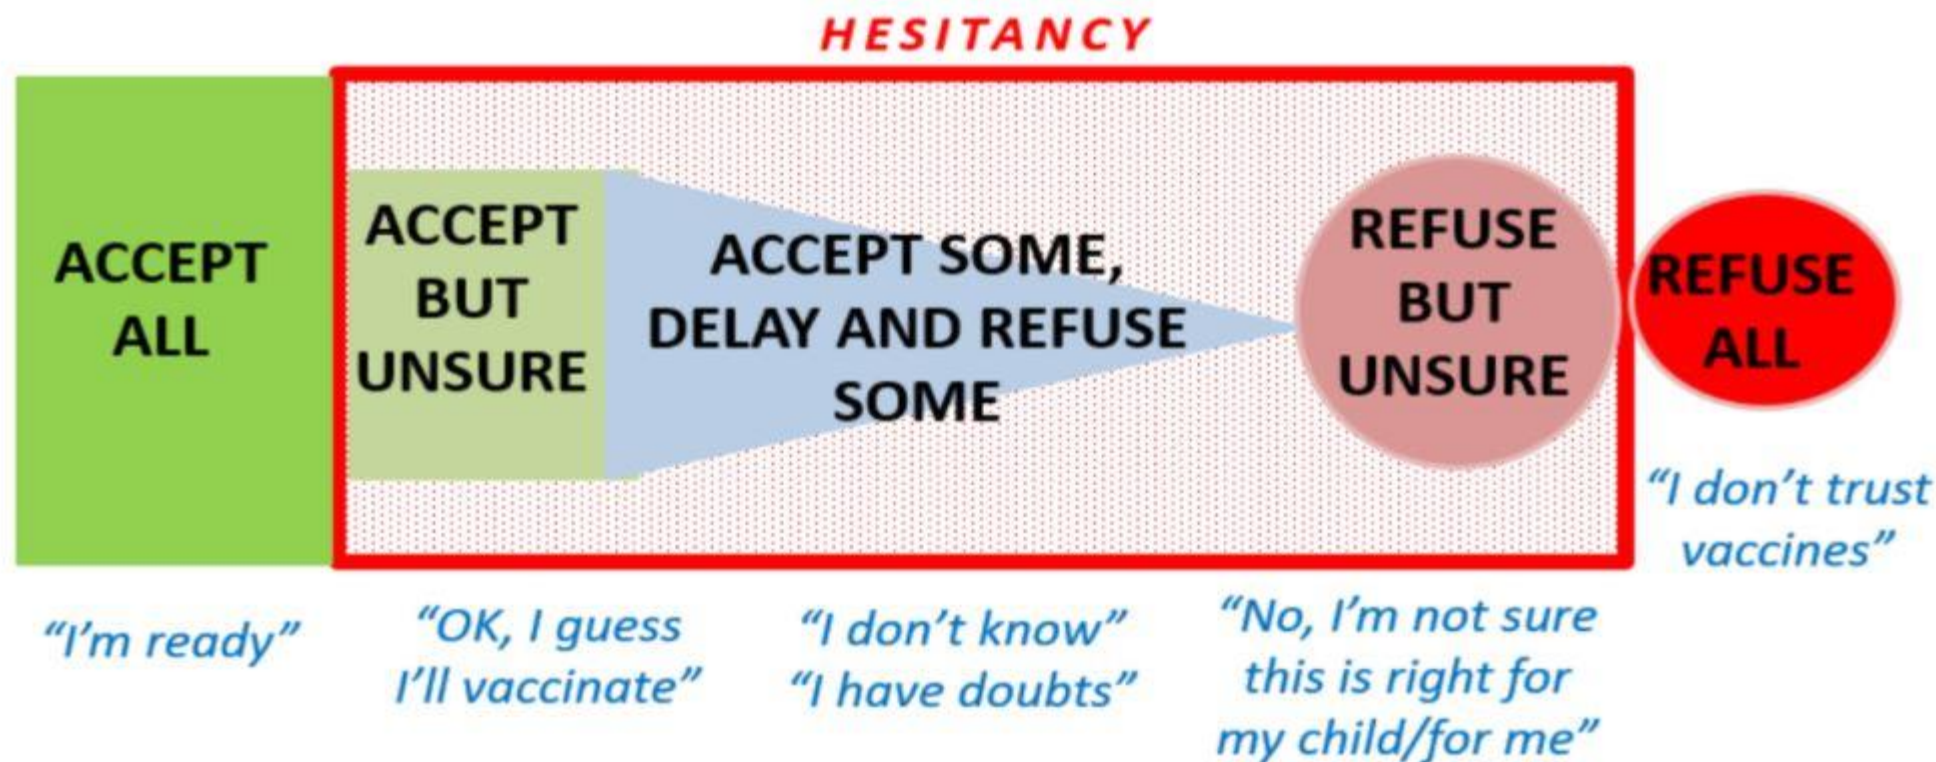 HESITANCY
ACCEPT
ALL
ACCEPT
BUT
UNSURE
ACCEPT SOME,
DELAY AND REFUSE
SOME
REFUSE
BUT
UNSURE
REFUSE
ALL
“I’m ready”
“OK, I guess
I’ll vaccinate”
“I don’t know”
“I have doubts”
“No, I’m not sure
this is right for
my child/for me”
“I don’t trust
vaccines”